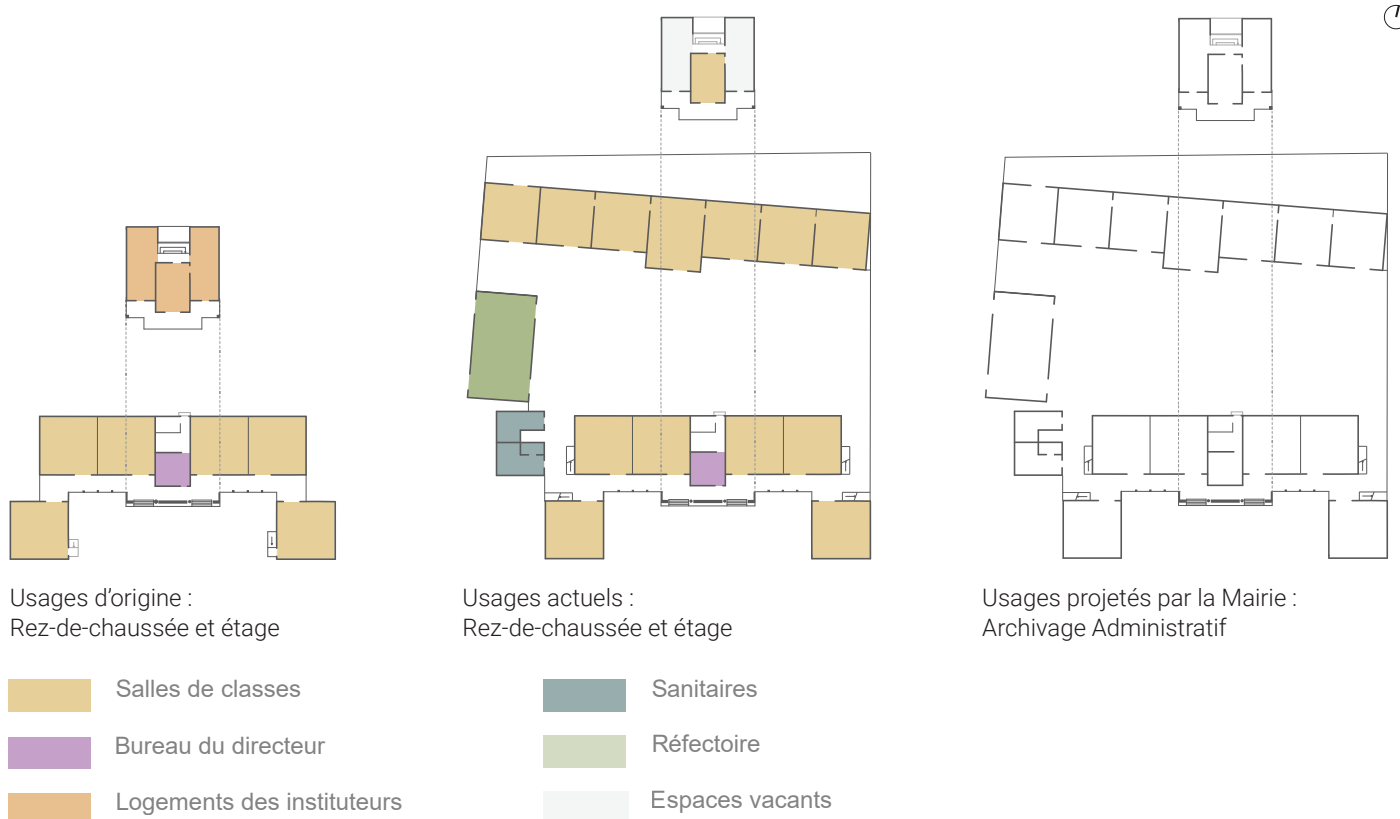 Usages d'origine :
Rez-de-chaussée et étage
Usages actuels :
Rez-de-chaussée et étage
Usages projetés par la Mairie :
Archivage Administratif
Salles de classes
Bureau du directeur
Logements des instituteurs
Sanitaires
Réfectoire
Espaces vacants